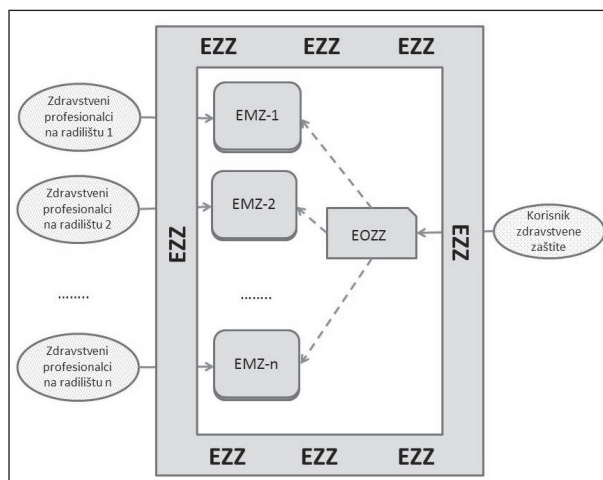 EZZ EZZ EZZ
Zdravstveni
profesionalci
na radilištu 1
EMZ-1
Zdravstveni
profesionalci
na radilištu 2
EMZ-2
EZZ
EOZZ
EZZ
Korisnik
zdravstvene
zaštite
........
........
Zdravstveni
profesionalci
na radilištu n
EMZ-n
EZZ EZZ EZZ